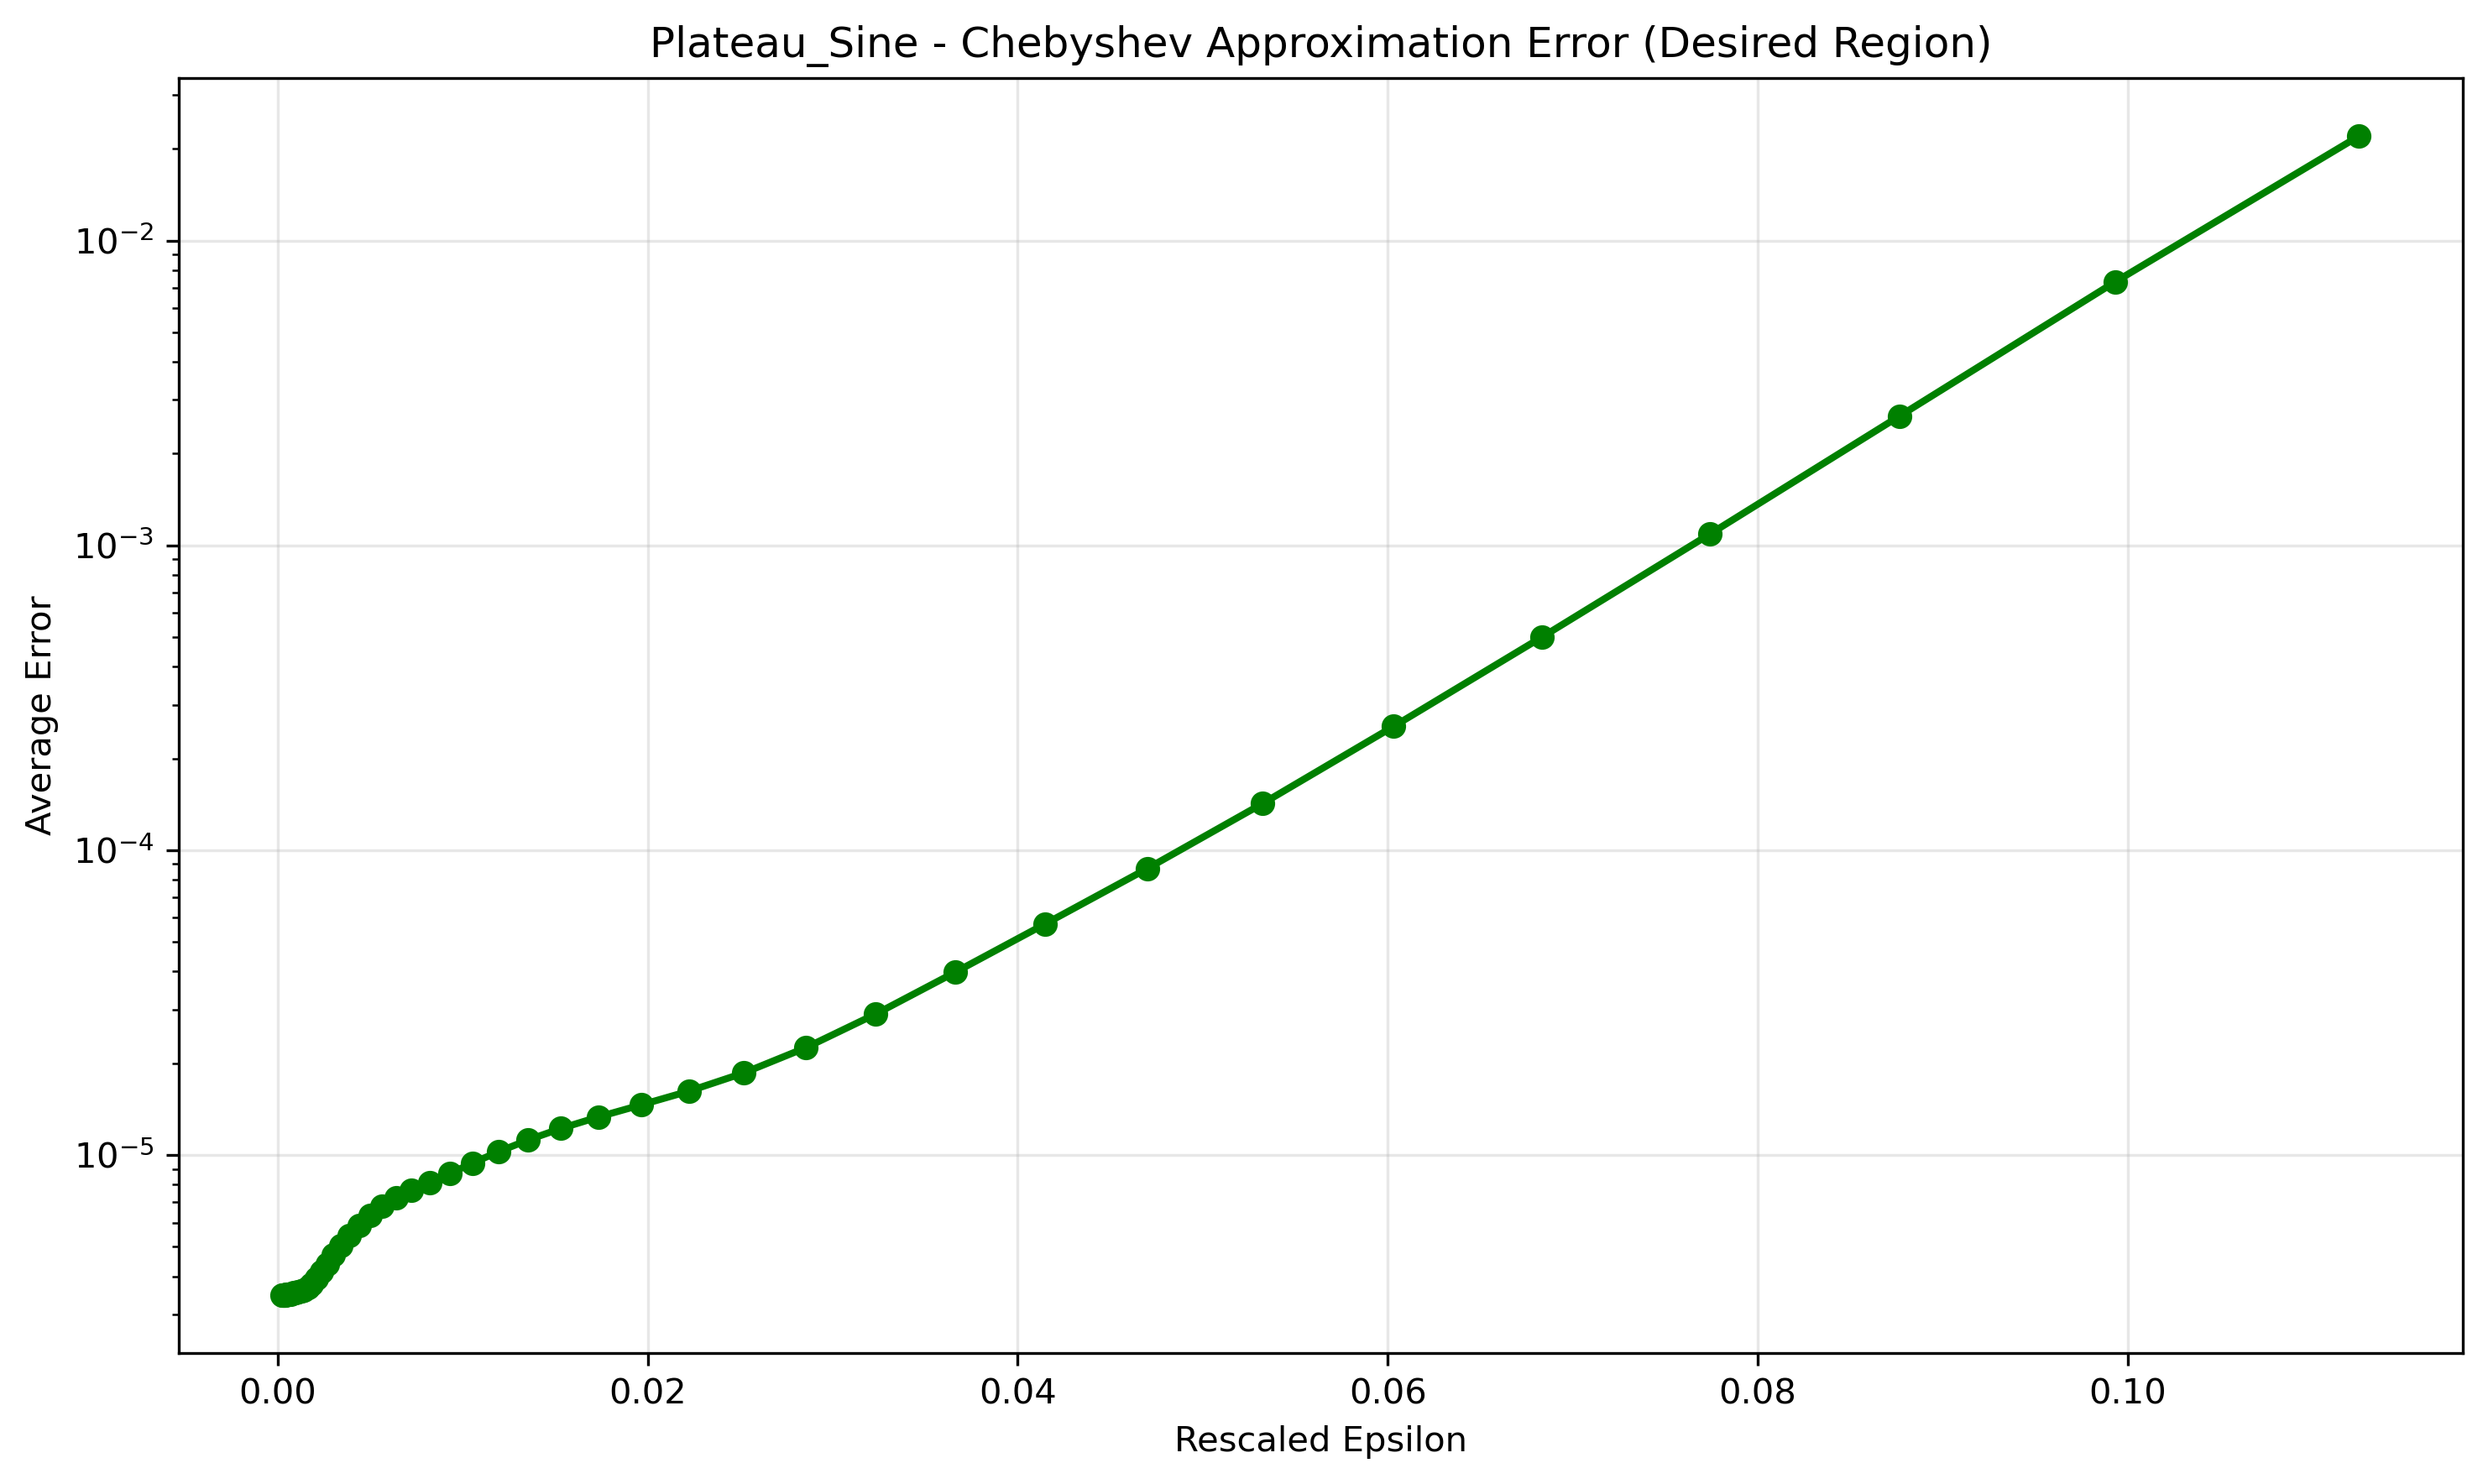 Plateau_Sine - Chebyshev Approximation Error (Desired Region)
Average Error
10⁻²
10⁻³
10⁻⁴
10⁻⁵
0.00 0.02 0.04 0.06 0.08 0.10
Rescaled Epsilon